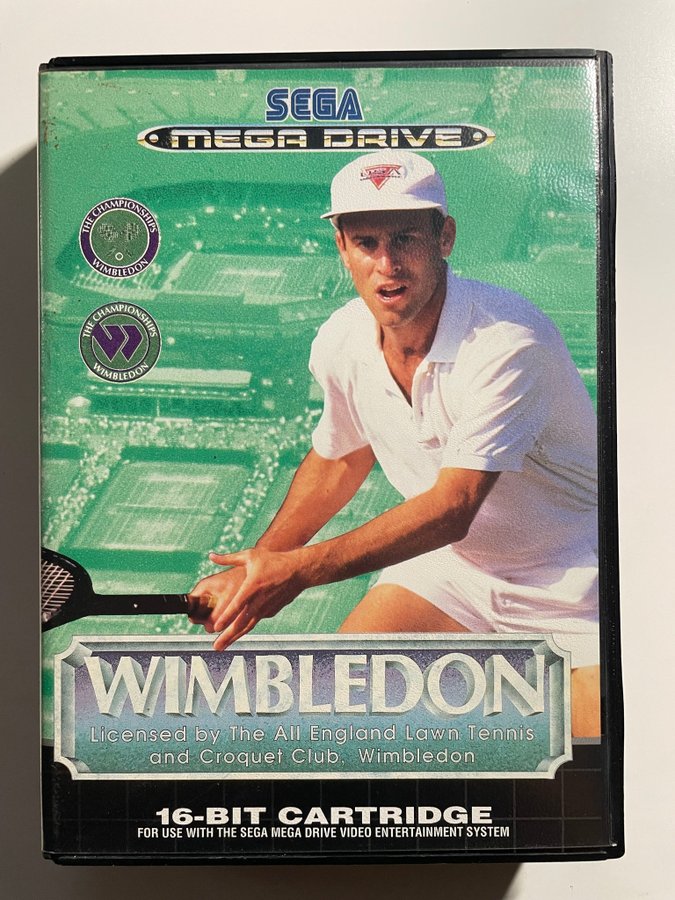 SEGA
MEGA DRIVE
THE CHAMPIONSHIPS
WIMBLEDON
THE CHAMPIONSHIPS
WIMBLEDON
WIMBLEDON
Licensed by The All England Lawn Tennis
and Croquet Club, Wimbledon
16-BIT CARTRIDGE
FOR USE WITH THE SEGA MEGA DRIVE VIDEO ENTERTAINMENT SYSTEM